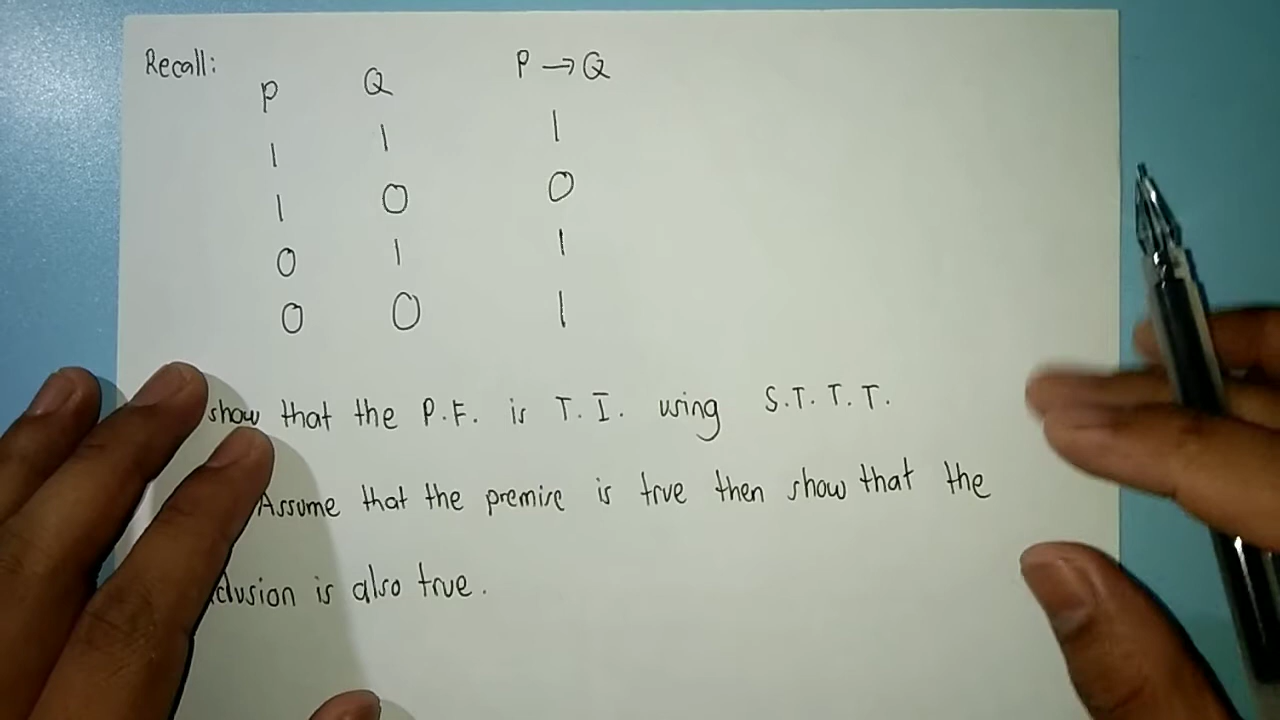 Recall:
P Q P → Q
1 1 1
1 0 0
0 1 1
0 0 1
show that the P.F. is T.I. using S.T.T.T.
Assume that the premise is true then show that the
is also true.